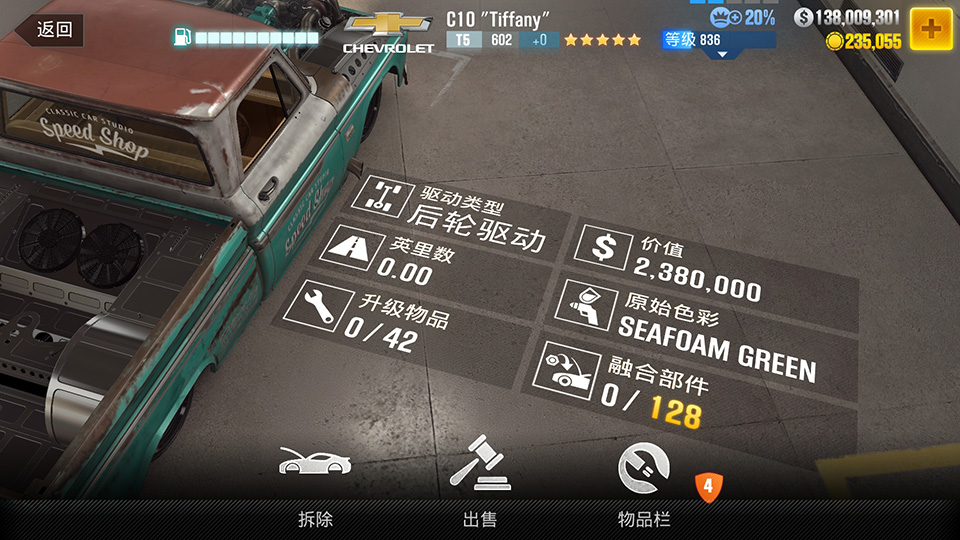 返回
CHEVROLET
C10 "Tiffany"
T5 602 +0
20%
138,009,301
等级 836
235,055
CLASSIC CAR STUDIO
Speed Shop
Speed Shop
驱动类型
后轮驱动
英里数
0.00
升级物品
0/42
价值
2,380,000
原始色彩
SEAFOAM GREEN
融合部件
0/128
4
拆除
出售
物品栏